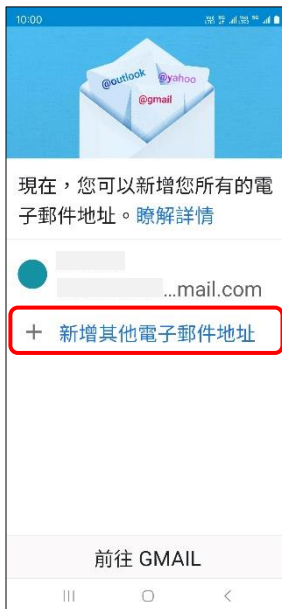 10:00
@outlook
@yahoo
@gmail
現在，您可以新增您所有的電
子郵件地址。瞭解詳情
...mail.com
+ 新增其他電子郵件地址
前往 GMAIL